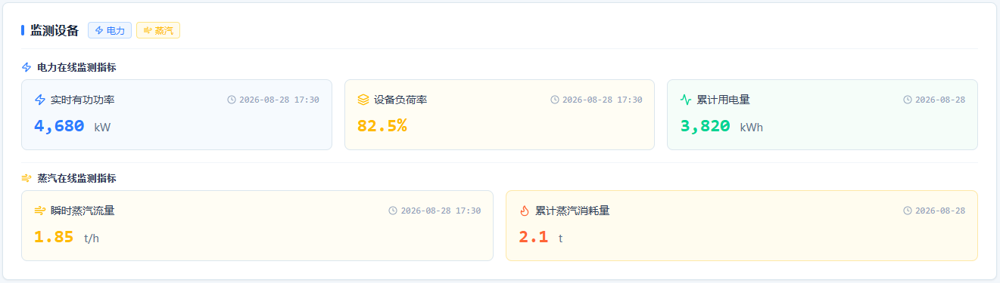 监测设备 电力 蒸汽
电力在线监测指标
实时有功功率 2026-08-28 17:30
4,680 kW
设备负荷率 2026-08-28 17:30
82.5%
累计用电量 2026-08-28
3,820 kWh
蒸汽在线监测指标
瞬时蒸汽流量 2026-08-28 17:30
1.85 t/h
累计蒸汽消耗量 2026-08-28
2.1 t